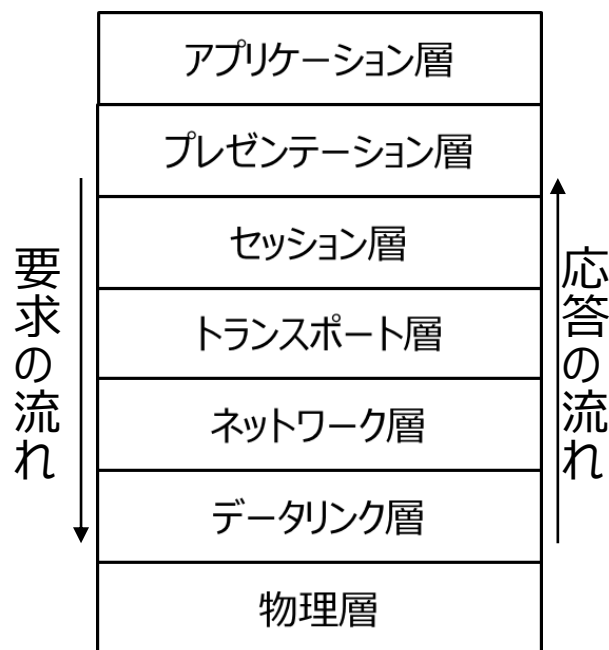 アプリケーション層
プレゼンテーション層
セッション層
トランスポート層
ネットワーク層
データリンク層
物理層
要求の流れ
応答の流れ